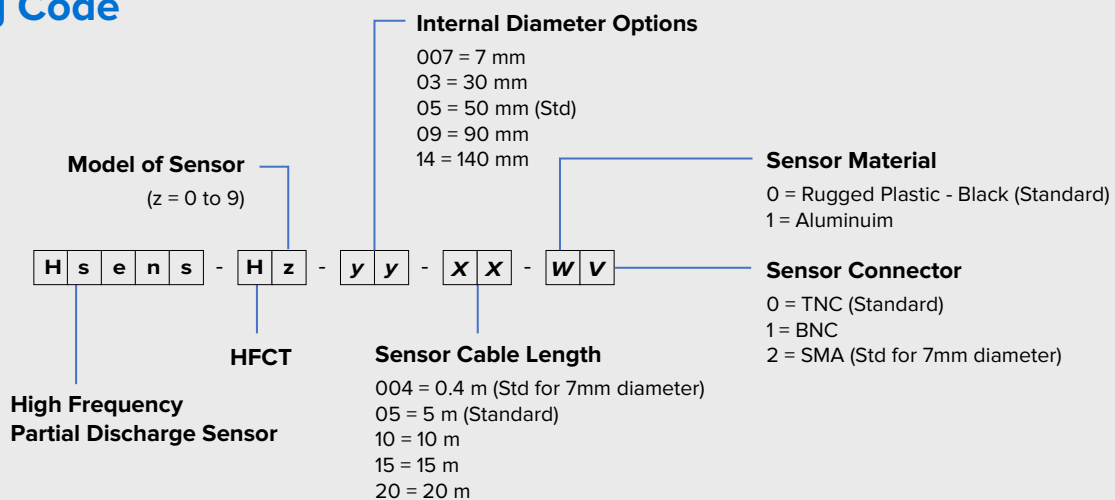 Code
Internal Diameter Options
007 = 7 mm
03 = 30 mm
05 = 50 mm (Std)
09 = 90 mm
14 = 140 mm
Model of Sensor
(z = 0 to 9)
Sensor Material
0 = Rugged Plastic - Black (Standard)
1 = Aluminuim
H s e n s - H z - y y - X X - W V
Sensor Connector
0 = TNC (Standard)
1 = BNC
2 = SMA (Std for 7mm diameter)
HFCT
Sensor Cable Length
004 = 0.4 m (Std for 7mm diameter)
05 = 5 m (Standard)
10 = 10 m
15 = 15 m
20 = 20 m
High Frequency
Partial Discharge Sensor